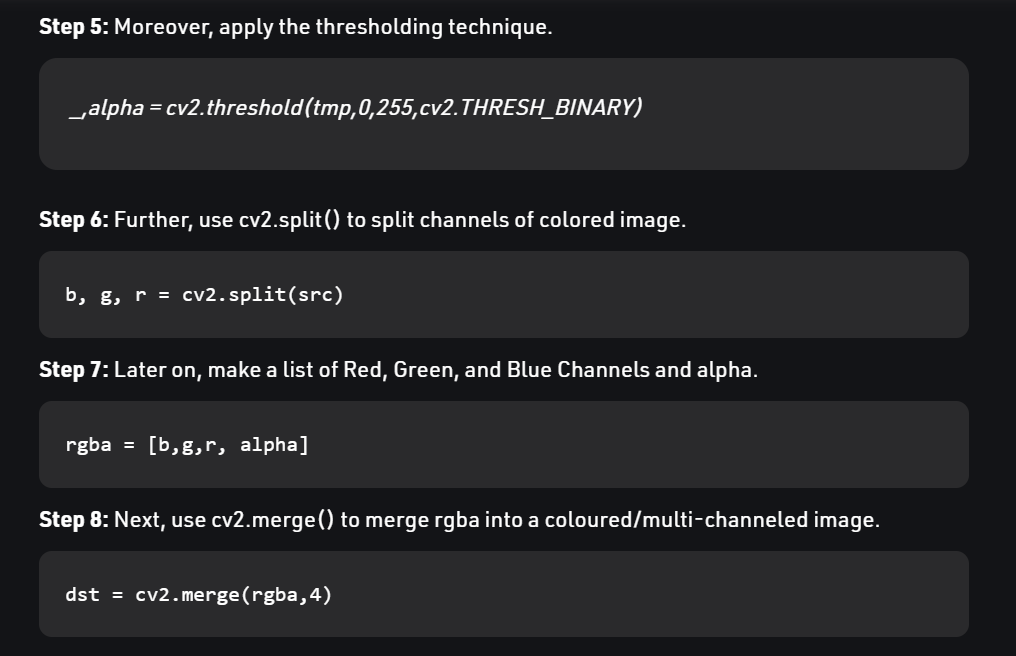 Step 5: Moreover, apply the thresholding technique.
_,alpha = cv2.threshold(tmp,0,255,cv2.THRESH_BINARY)
Step 6: Further, use cv2.split() to split channels of colored image.
b, g, r = cv2.split(src)
Step 7: Later on, make a list of Red, Green, and Blue Channels and alpha.
rgba = [b,g,r, alpha]
Step 8: Next, use cv2.merge() to merge rgba into a coloured/multi-channeled image.
dst = cv2.merge(rgba,4)